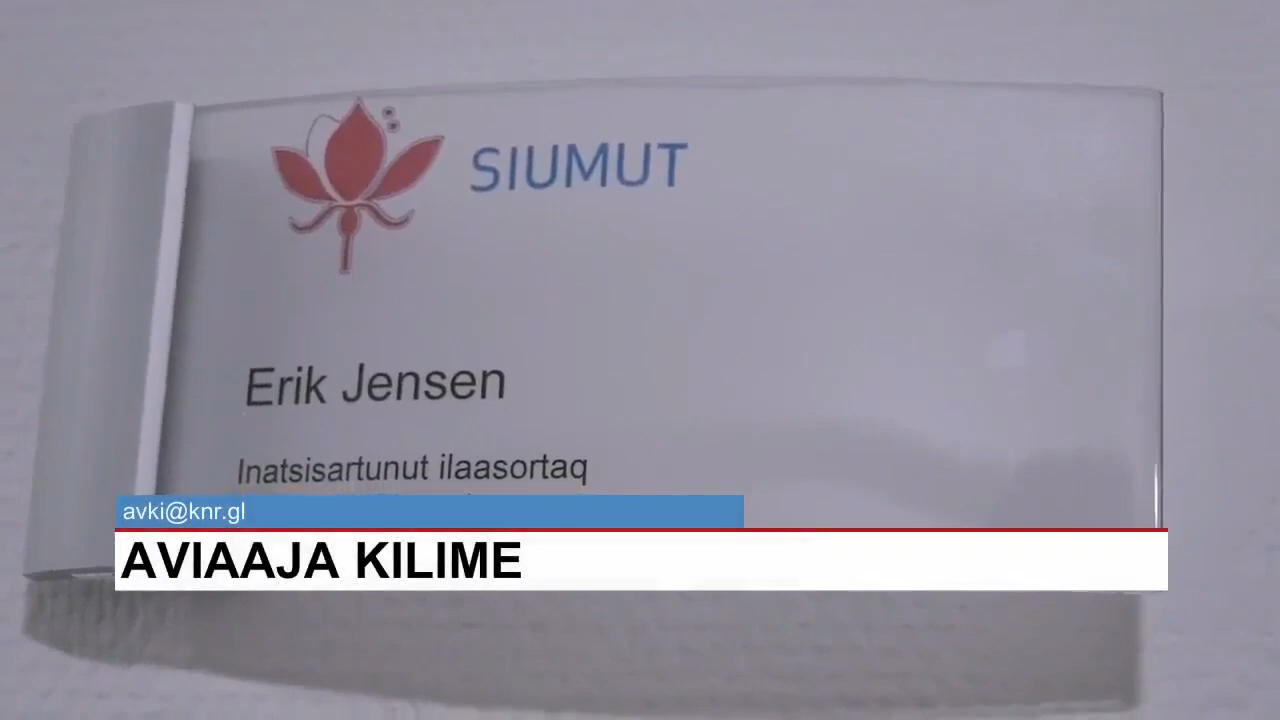 SIUMUT
Erik Jensen
Inatsisartunut ilaasortaq
avki@knr.gl
AVIAAJA KILIME